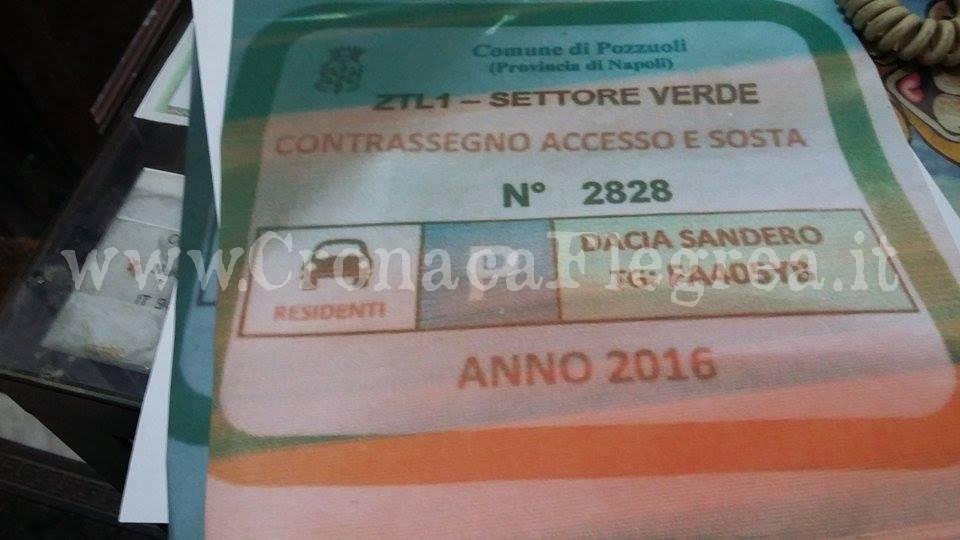 Comune di Pozzuoli
(Provincia di Napoli)
ZTL1 – SETTORE VERDE
CONTRASSEGNO ACCESSO E SOSTA
N° 2828
www.CronacaFlegrea.it
RESIDENTI
P
DACIA SANDERO
TG:
ANNO 2016